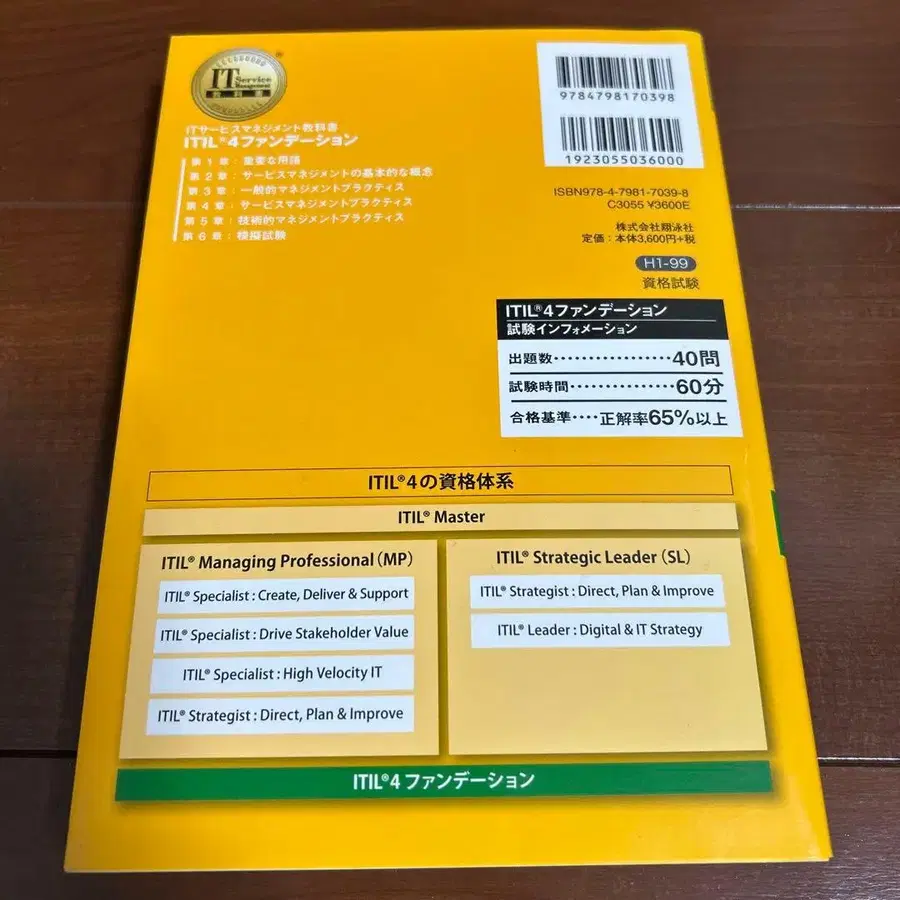 IT Service Management
教科書
ITサービスマネジメント教科書
ITIL®4ファンデーション
第1章:重要な用語
第2章:サービスマネジメントの基本的な概念
第3章:一般的マネジメントプラクティス
第4章:サービスマネジメントプラクティス
第5章:技術的マネジメントプラクティス
第6章:模擬試験
9784798170398
1923055036000
ISBN978-4-7981-7039-8
C3055 ¥3600E
株式会社翔泳社
定価:本体3,600円+税
H1-99
資格試験
ITIL®4ファンデーション
試験インフォメーション
出題数・・・・・・・・・・・・・・・・・40問
試験時間・・・・・・・・・・・・・・・60分
合格基準・・・・正解率65%以上
ITIL®4の資格体系
ITIL® Master
ITIL® Managing Professional(MP)
ITIL® Specialist : Create, Deliver & Support
ITIL® Specialist : Drive Stakeholder Value
ITIL® Specialist : High Velocity IT
ITIL® Strategist : Direct, Plan & Improve
ITIL® Strategic Leader(SL)
ITIL® Strategist : Direct, Plan & Improve
ITIL® Leader : Digital & IT Strategy
ITIL®4 ファンデーション